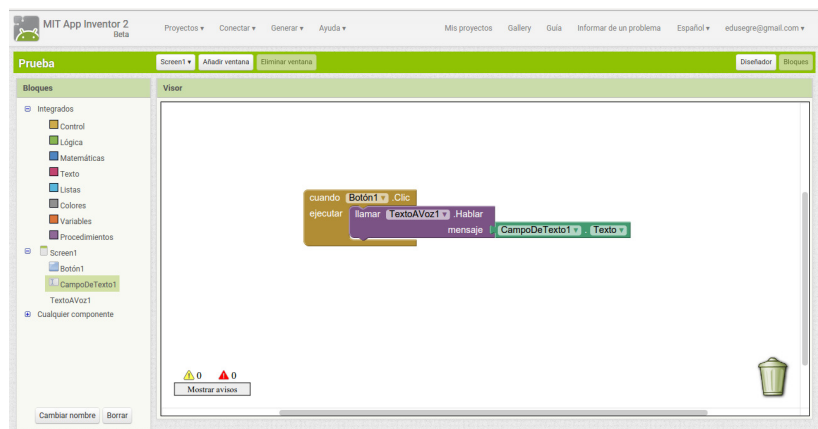 MIT App Inventor 2
Beta
Proyectos Conectar Generar Ayuda Mis proyectos Gallery Guía Informar de un problema Español edusegre@gmail.com
Prueba Screen1 Añadir ventana Eliminar ventana Diseñador Bloques
Bloques Visor
Integrados
Control
Lógica
Matemáticas
Texto
Listas
Colores
Variables
Procedimientos
Screen1
Botón1
CampoDeTexto1
TextoAVoz1
Cualquier componente
Cambiar nombre Borrar
cuando Botón1 .Clic
ejecutar llamar TextoAVoz1 .Hablar
mensaje CampoDeTexto1 . Texto
0 0
Mostrar avisos